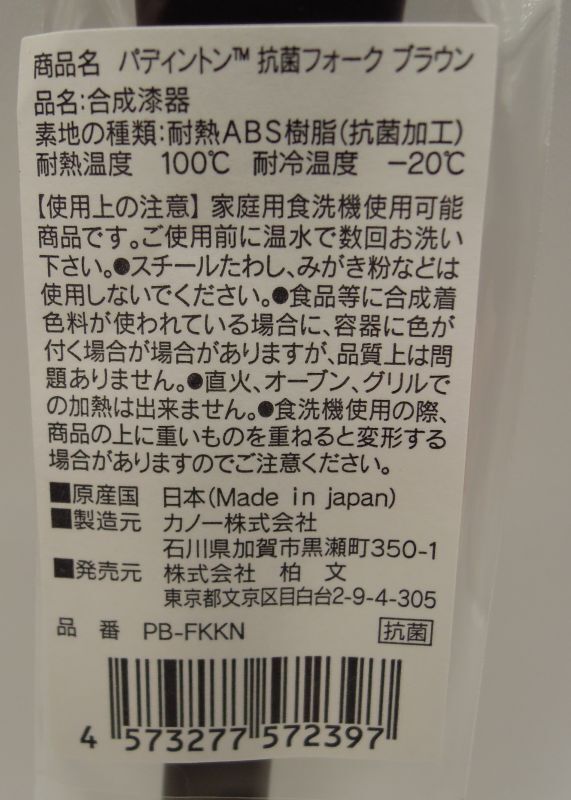 商品名 パディントン™ 抗菌フォーク ブラウン
品名:合成漆器
素地の種類:耐熱ABS樹脂(抗菌加工)
耐熱温度 100℃ 耐冷温度 −20℃
【使用上の注意】家庭用食洗機使用可能
商品です。ご使用前に温水で数回お洗い
下さい。●スチールたわし、みがき粉などは
使用しないでください。●食品等に合成着
色料が使われている場合に、容器に色が
付く場合が場合がありますが、品質上は問
題ありません。●直火、オーブン、グリルで
の加熱は出来ません。●食洗機使用の際、
商品の上に重いものを重ねると変形する
場合がありますのでご注意ください。
■原産国 日本(Made in japan)
■製造元 カノー株式会社
石川県加賀市黒瀬町350-1
■発売元 株式会社 柏 文
東京都文京区目白台2-9-4-305
品 番 PB-FKKN 抗菌
4 573277 572397